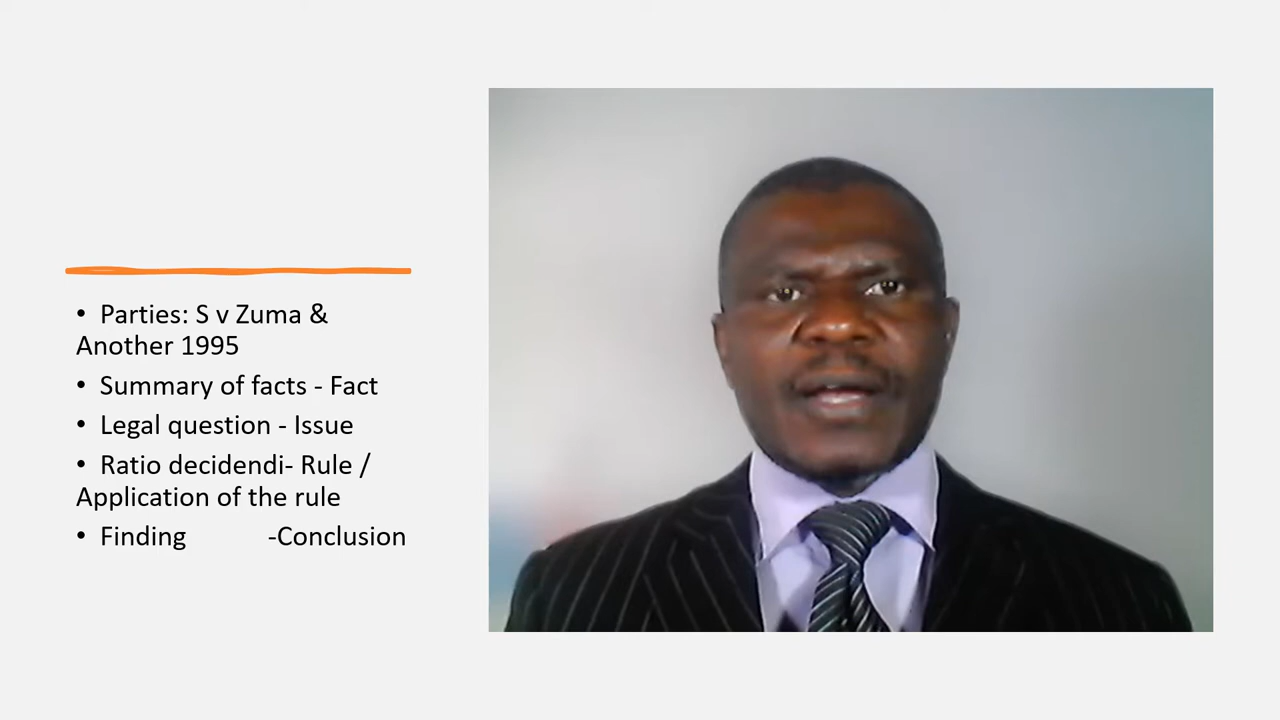 • Parties: S v Zuma &
Another 1995
• Summary of facts - Fact
• Legal question - Issue
• Ratio decidendi- Rule /
Application of the rule
• Finding -Conclusion